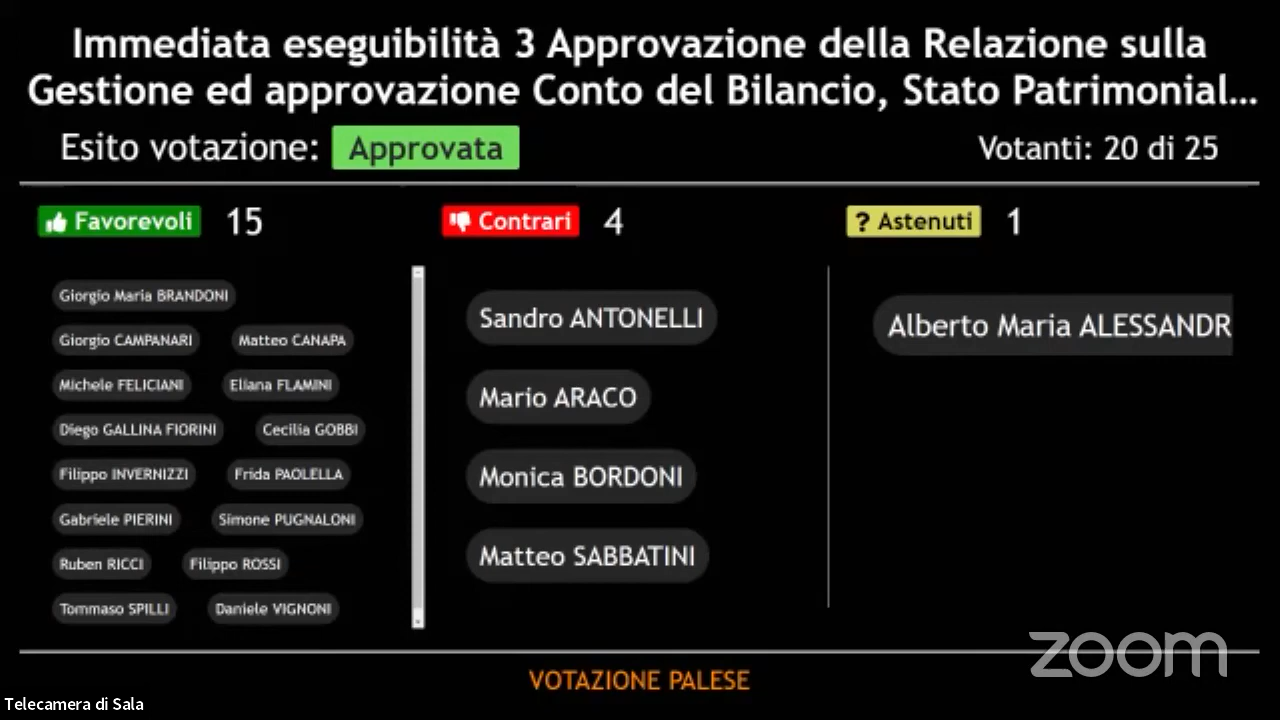 Immediata eseguibilità 3 Approvazione della Relazione sulla
Gestione ed approvazione Conto del Bilancio, Stato Patrimonial...
Esito votazione: Approvata
Votanti: 20 di 25
Favorevoli 15
Giorgio Maria BRANDONI
Giorgio CAMPANARI Matteo CANAPA
Michele FELICIANI Eliana FLAMINI
Diego GALLINA FIORINI Cecilia GOBBI
Filippo INVERNIZZI Frida PAOLELLA
Gabriele PIERINI Simone PUGNALONI
Ruben RICCI Filippo ROSSI
Tommaso SPILLI Daniele VIGNONI
Contrari 4
Sandro ANTONELLI
Mario ARACO
Monica BORDONI
Matteo SABBATINI
? Astenuti 1
Alberto Maria ALESSANDR
VOTAZIONE PALESE
zoom
Telecamera di Sala